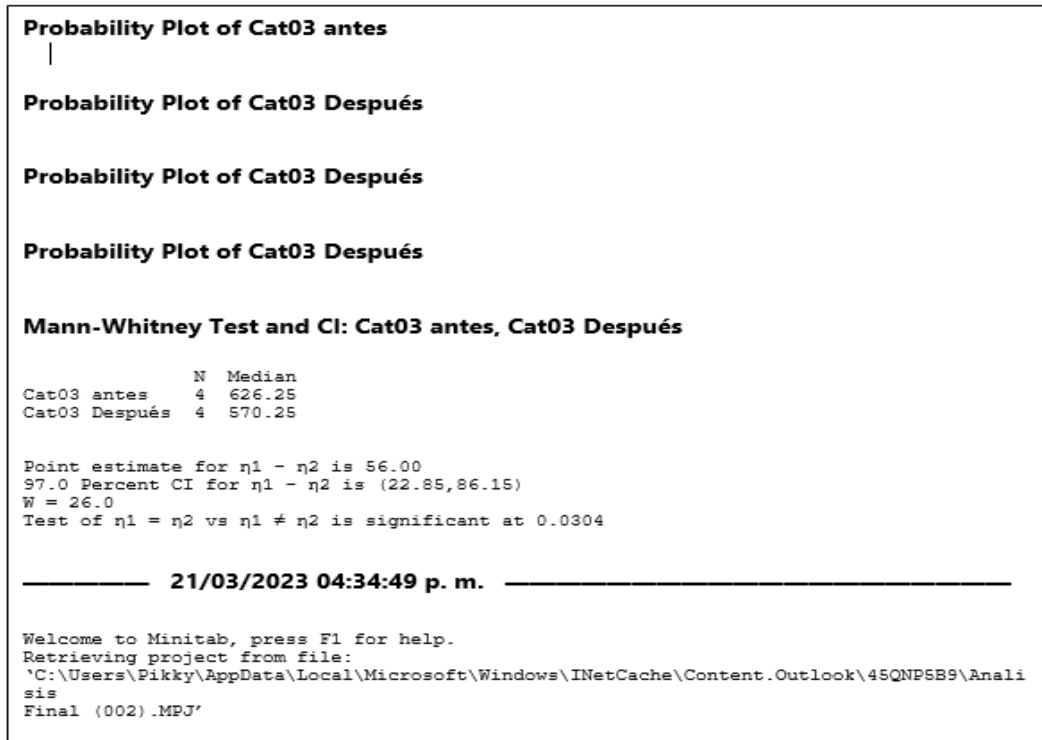 Probability Plot of Cat03 antes
Probability Plot of Cat03 Después
Probability Plot of Cat03 Después
Probability Plot of Cat03 Después
Mann-Whitney Test and CI: Cat03 antes, Cat03 Después
N Median
Cat03 antes 4 626.25
Cat03 Después 4 570.25
Point estimate for η1 - η2 is 56.00
97.0 Percent CI for η1 - η2 is (22.85,86.15)
W = 26.0
Test of η1 = η2 vs η1 ≠ η2 is significant at 0.0304
————— 21/03/2023 04:34:49 p. m. ————————————————————
Welcome to Minitab, press F1 for help.
Retrieving project from file:
‘C:\Users\Pikky\AppData\Local\Microsoft\Windows\INetCache\Content.Outlook\45QNP5B9\Anali
sis
Final (002).MPJ’